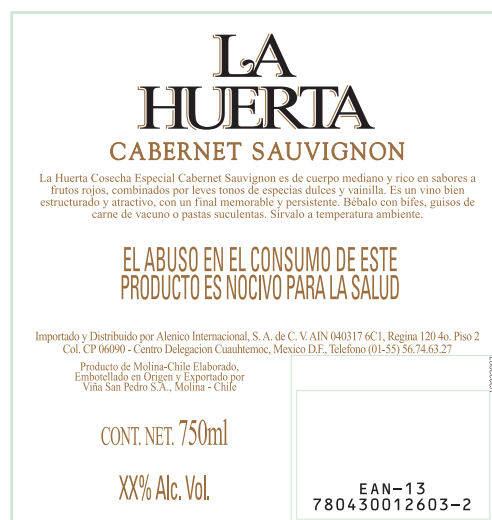 LA
HUERTA
CABERNET SAUVIGNON
La Huerta Cosecha Especial Cabernet Sauvignon es de cuerpo mediano y rico en sabores a
frutos rojos, combinados por leves tonos de especias dulces y vainilla. Es un vino bien
estructurado y atractivo, con un final memorable y persistente. Bébalo con bifes, guisos de
carne de vacuno o pastas suculentas. Sírvalo a temperatura ambiente.
EL ABUSO EN EL CONSUMO DE ESTE
PRODUCTO ES NOCIVO PARA LA SALUD
Importado y Distribuido por Alenico Internacional, S. A. de C. V. AIN 040317 6C1, Regina 120 4o. Piso 2
Col. CP 06090 - Centro Delegacion Cuauhtemoc, Mexico D.F., Telefono (01-55) 56.74.63.27
Producto de Molina-Chile Elaborado,
Embotellado en Origen y Exportado por
Viña San Pedro S.A., Molina - Chile
CONT. NET. 750ml
XX% Alc. Vol.
EAN-13
780430012603-2